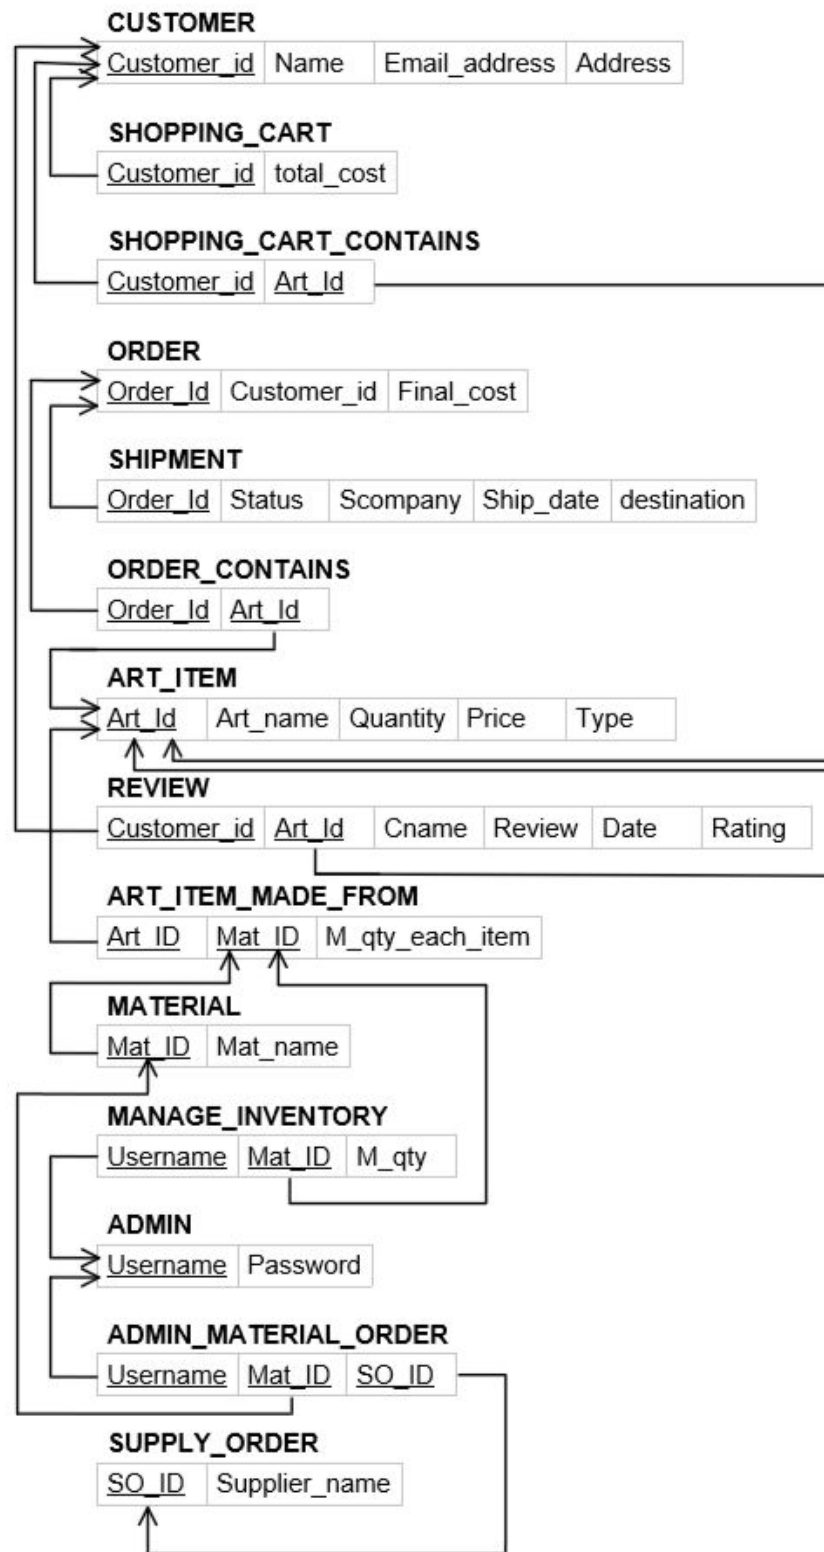 CUSTOMER
Customer_id Name Email_address Address
SHOPPING_CART
Customer_id total_cost
SHOPPING_CART_CONTAINS
Customer_id Art_Id
ORDER
Order_Id Customer_id Final_cost
SHIPMENT
Order_Id Status Scompany Ship_date destination
ORDER_CONTAINS
Order_Id Art_Id
ART_ITEM
Art_Id Art_name Quantity Price Type
REVIEW
Customer_id Art_Id Cname Review Date Rating
ART_ITEM_MADE_FROM
Art_ID Mat_ID M_qty_each_item
MATERIAL
Mat_ID Mat_name
MANAGE_INVENTORY
Username Mat_ID M_qty
ADMIN
Username Password
ADMIN_MATERIAL_ORDER
Username Mat_ID SO_ID
SUPPLY_ORDER
SO_ID Supplier_name